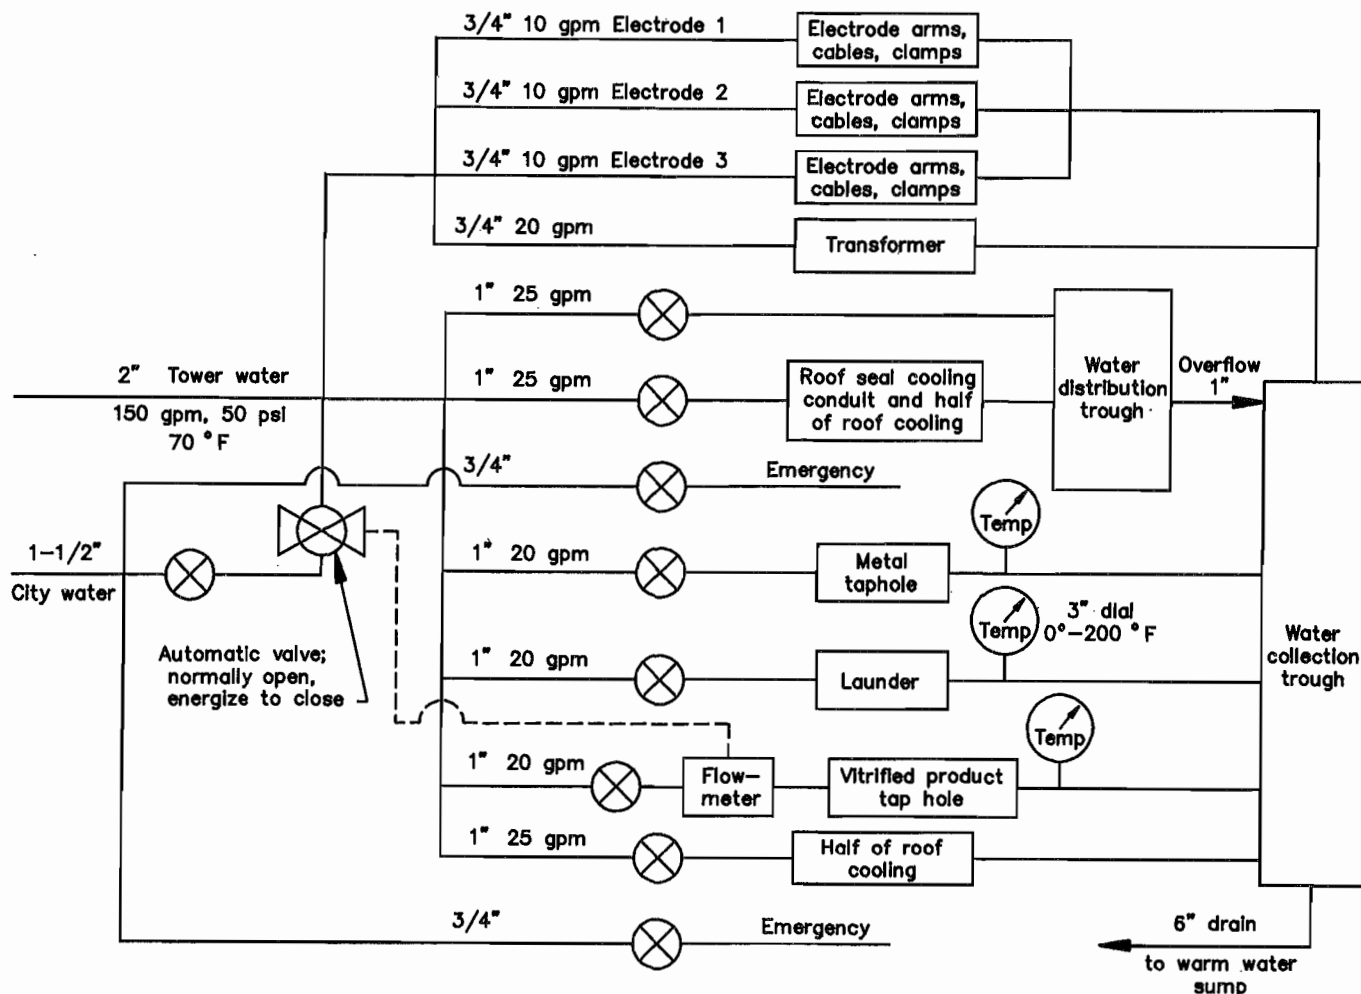 3/4" 10 gpm Electrode 1
Electrode arms,
cables, clamps
3/4" 10 gpm Electrode 2
Electrode arms,
cables, clamps
3/4" 10 gpm Electrode 3
Electrode arms,
cables, clamps
3/4" 20 gpm
Transformer
1" 25 gpm
2" Tower water
150 gpm, 50 psi
70 °F
1" 25 gpm
Roof seal cooling
conduit and half
of roof cooling
Water
distribution
trough
Overflow
1"
3/4"
Emergency
1-1/2"
City water
1" 20 gpm
Metal
taphole
Temp
Automatic valve;
normally open,
energize to close
1" 20 gpm
Launder
Temp
3" dial
0°-200 °F
Water
collection
trough
1" 20 gpm
Flow-
meter
Vitrified product
tap hole
Temp
1" 25 gpm
Half of roof
cooling
3/4"
Emergency
6" drain
to warm water
sump